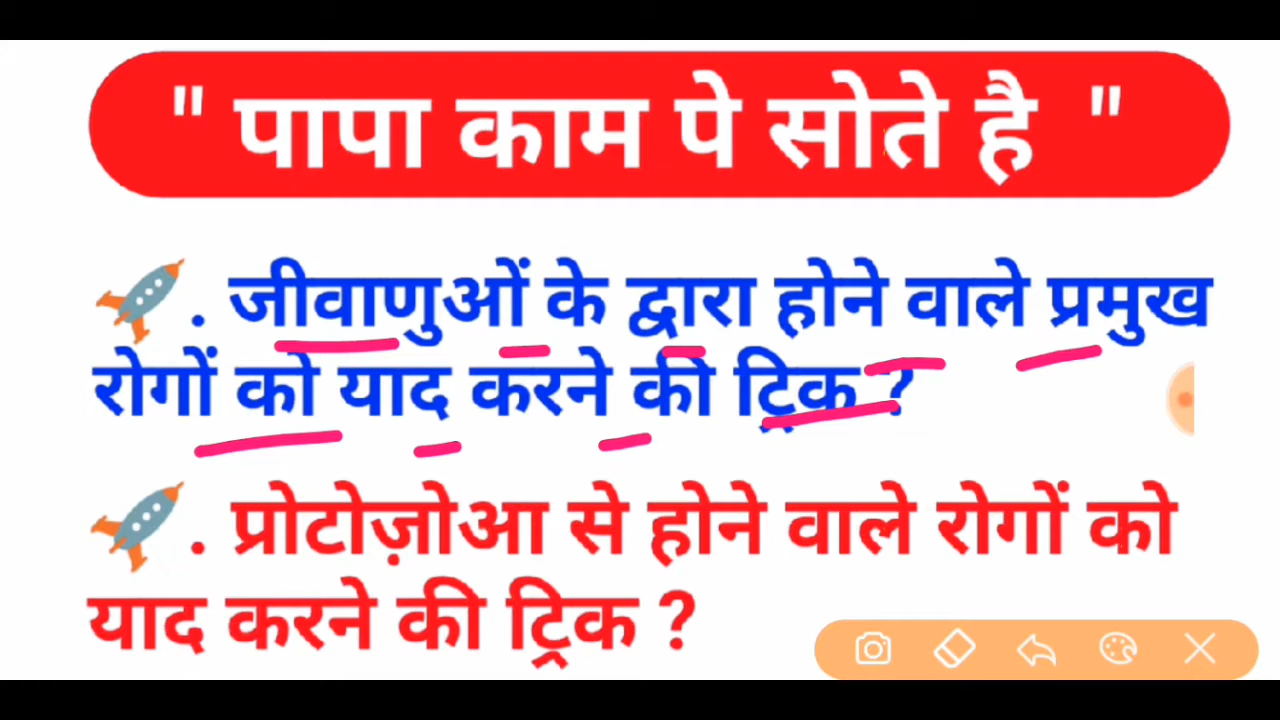 " पापा काम पे सोते है "
. जीवाणुओं के द्वारा होने वाले प्रमुख
रोगों को याद करने की ट्रिक ?
. प्रोटोज़ोआ से होने वाले रोगों को
याद करने की ट्रिक ?